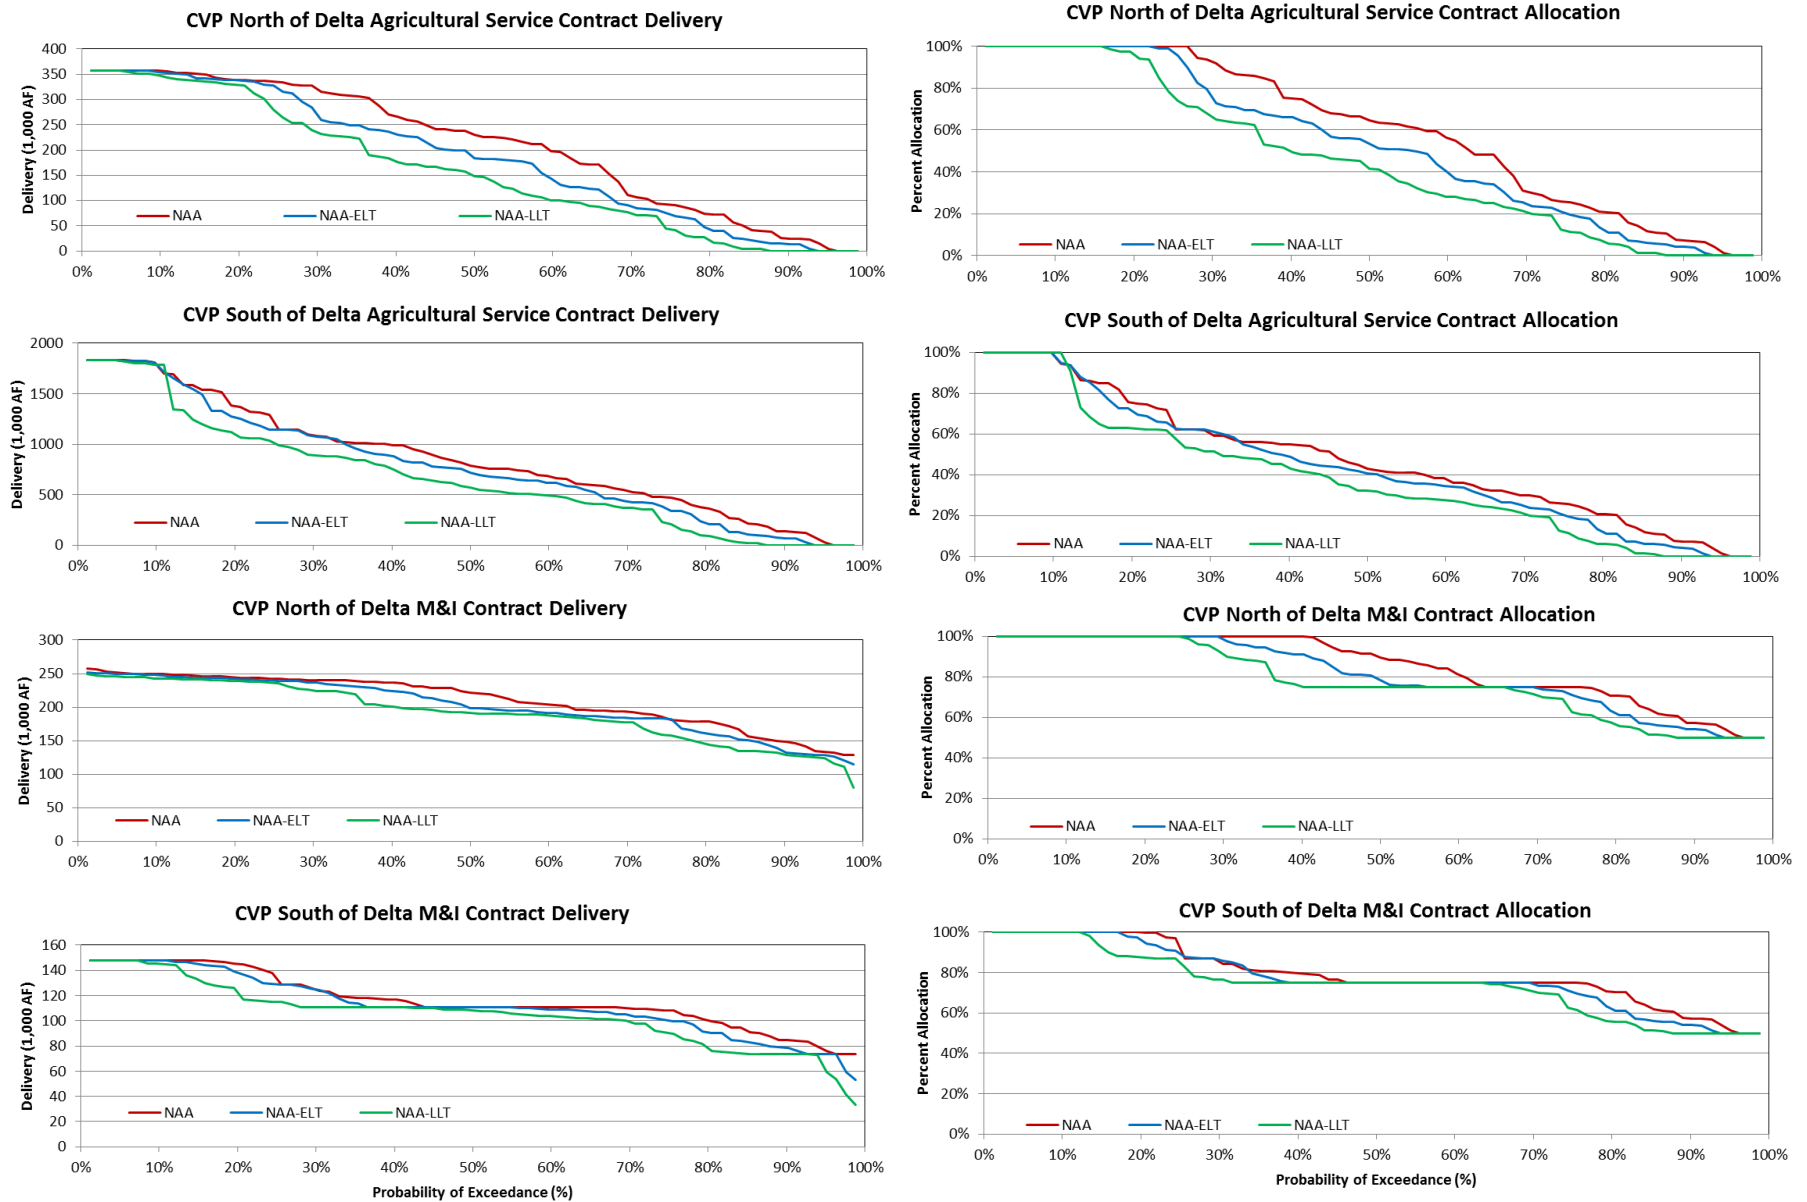 CVP North of Delta Agricultural Service Contract Delivery
Delivery (1,000 AF)
400
350
300
250
200
150
100
50
0
NAA NAA-ELT NAA-LLT
0% 10% 20% 30% 40% 50% 60% 70% 80% 90% 100%
CVP North of Delta Agricultural Service Contract Allocation
Percent Allocation
100%
80%
60%
40%
20%
0%
NAA NAA-ELT NAA-LLT
0% 10% 20% 30% 40% 50% 60% 70% 80% 90% 100%
CVP South of Delta Agricultural Service Contract Delivery
Delivery (1,000 AF)
2000
1500
1000
500
0
NAA NAA-ELT NAA-LLT
0% 10% 20% 30% 40% 50% 60% 70% 80% 90% 100%
CVP South of Delta Agricultural Service Contract Allocation
Percent Allocation
100%
80%
60%
40%
20%
0%
NAA NAA-ELT NAA-LLT
0% 10% 20% 30% 40% 50% 60% 70% 80% 90% 100%
CVP North of Delta M&I Contract Delivery
Delivery (1,000 AF)
300
250
200
150
100
50
0
NAA NAA-ELT NAA-LLT
0% 10% 20% 30% 40% 50% 60% 70% 80% 90% 100%
CVP North of Delta M&I Contract Allocation
Percent Allocation
100%
80%
60%
40%
20%
0%
NAA NAA-ELT NAA-LLT
0% 10% 20% 30% 40% 50% 60% 70% 80% 90% 100%
CVP South of Delta M&I Contract Delivery
Delivery (1,000 AF)
160
140
120
100
80
60
40
20
0
NAA NAA-ELT NAA-LLT
0% 10% 20% 30% 40% 50% 60% 70% 80% 90% 100%
Probability of Exceedance (%)
CVP South of Delta M&I Contract Allocation
Percent Allocation
100%
80%
60%
40%
20%
0%
NAA NAA-ELT NAA-LLT
0% 10% 20% 30% 40% 50% 60% 70% 80% 90% 100%
Probability of Exceedance (%)